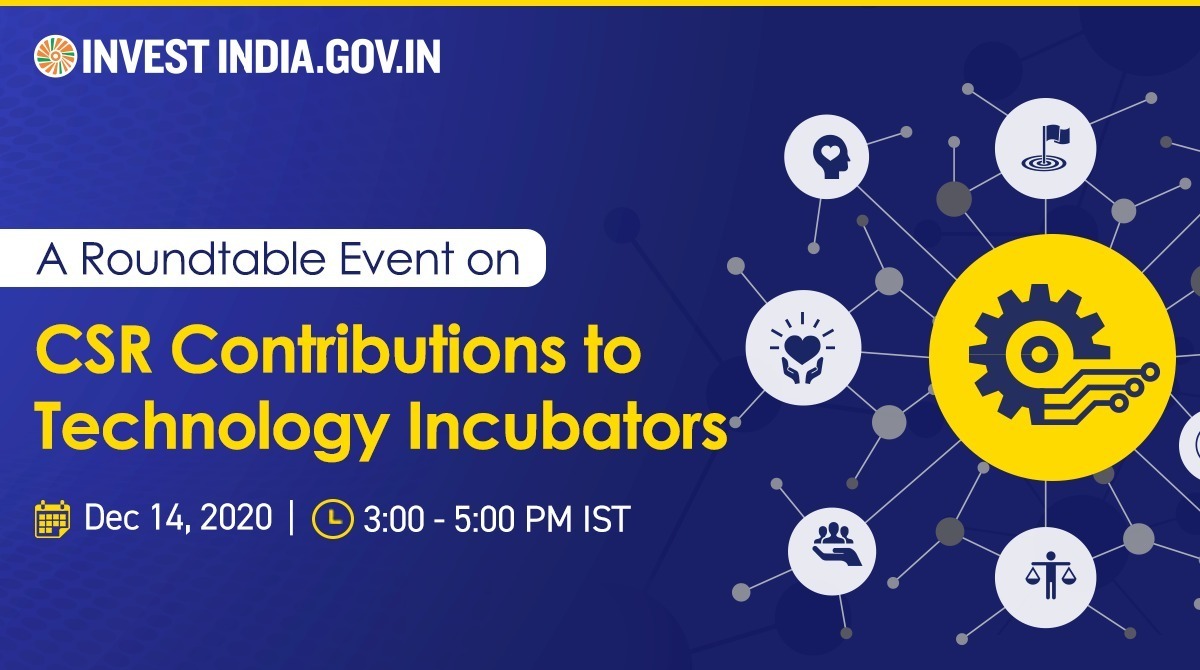 INVEST INDIA.GOV.IN
A Roundtable Event on
CSR Contributions to
Technology Incubators
Dec 14, 2020 | 3:00 - 5:00 PM IST